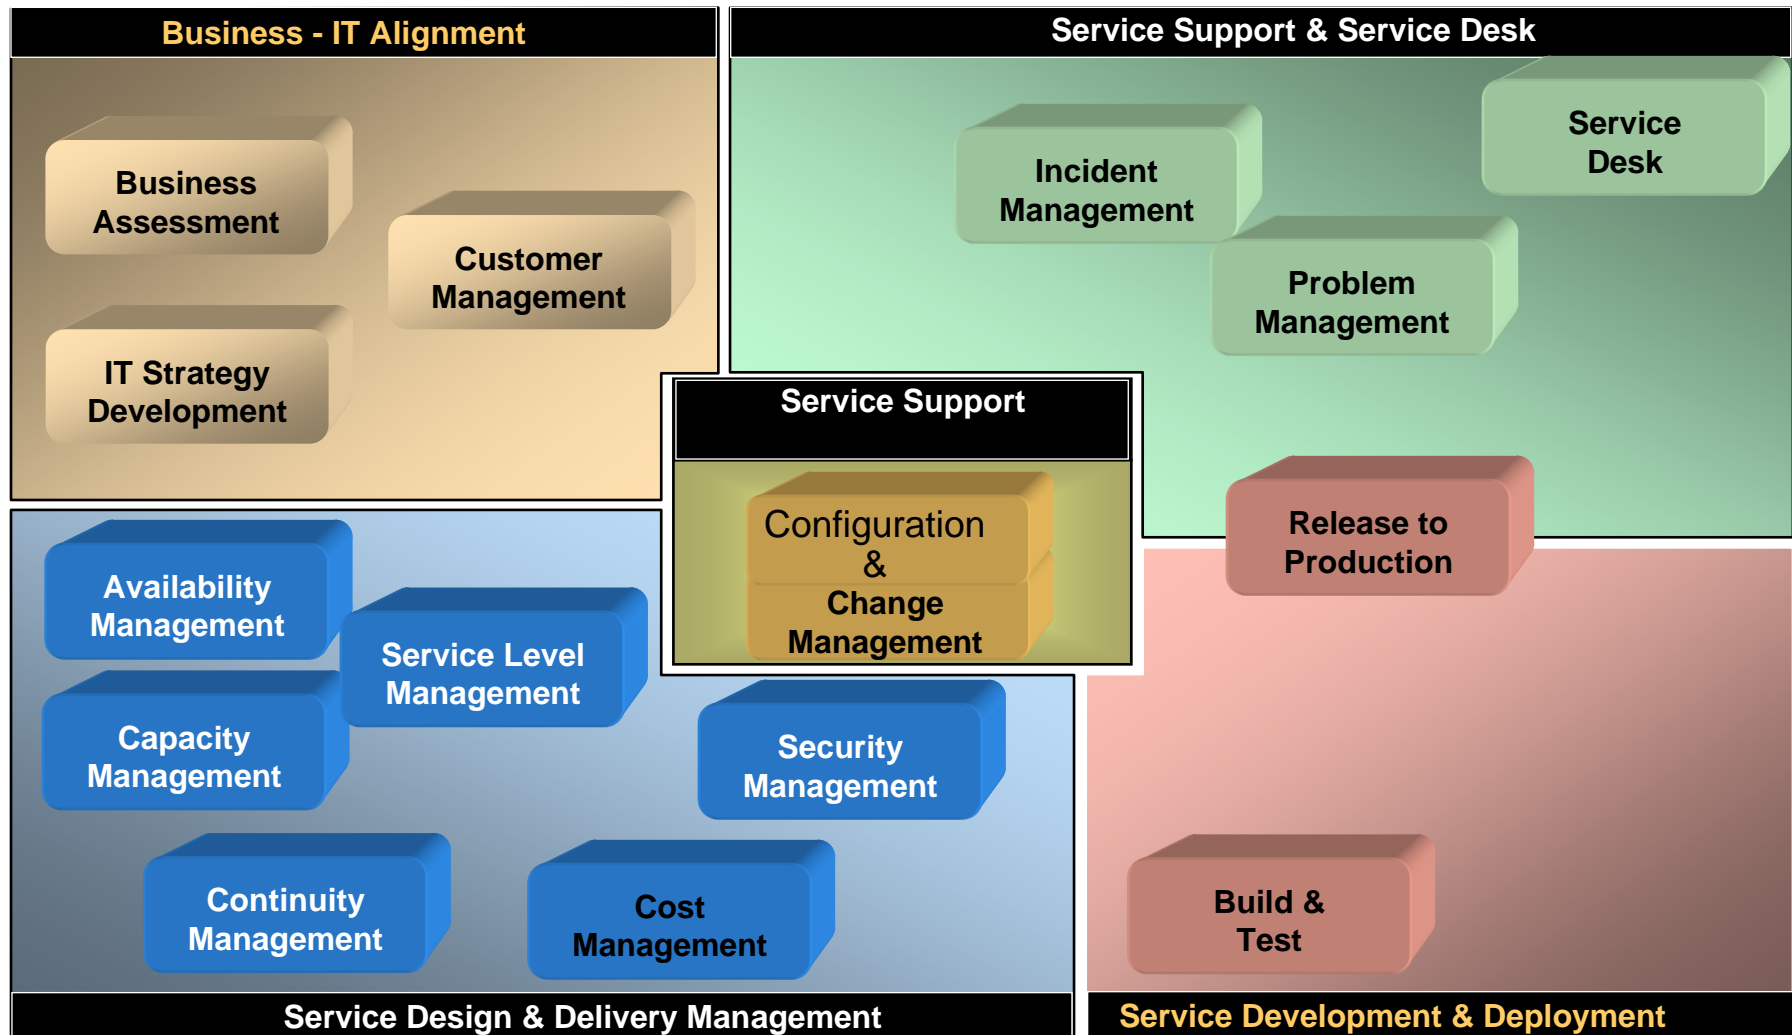 Business - IT Alignment
Service Support & Service Desk
Business
Assessment
Customer
Management
IT Strategy
Development
Service
Desk
Incident
Management
Problem
Management
Service Support
Configuration
&
Change
Management
Release to
Production
Availability
Management
Service Level
Management
Capacity
Management
Security
Management
Continuity
Management
Cost
Management
Build &
Test
Service Design & Delivery Management
Service Development & Deployment